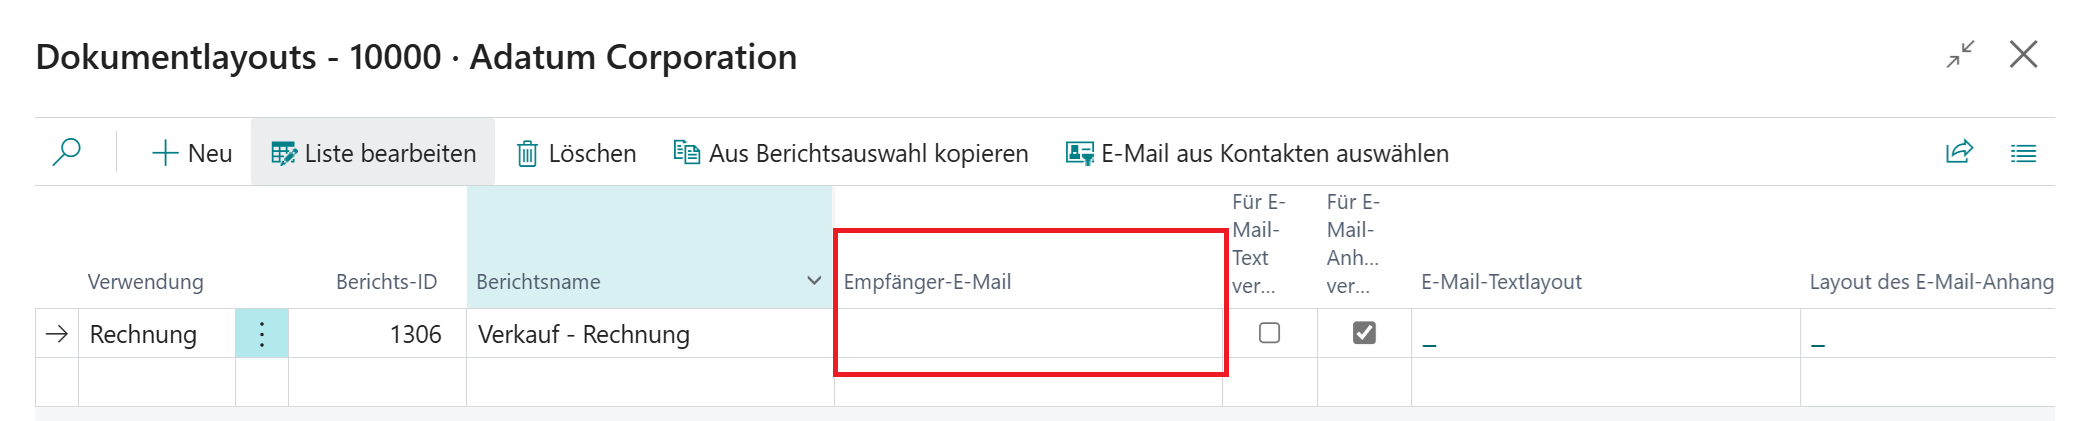 Dokumentlayouts - 10000 · Adatum Corporation
Neu Liste bearbeiten Löschen Aus Berichtsauswahl kopieren E-Mail aus Kontakten auswählen
Verwendung Berichts-ID Berichtsname Empfänger-E-Mail Für E-Mail-Text ver... Für E-Mail-Anh... ver... E-Mail-Textlayout Layout des E-Mail-Anhang
Rechnung 1306 Verkauf - Rechnung _ _